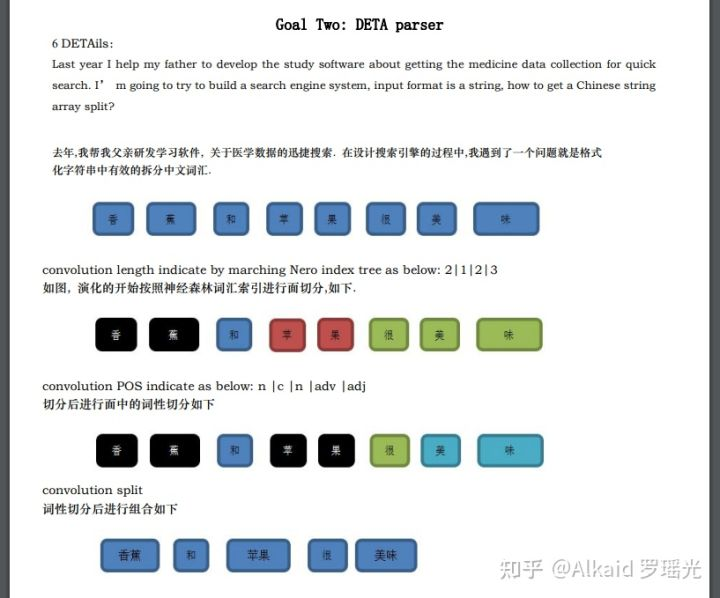 Goal Two: DETA parser
6 DETAils:
Last year I help my father to develop the study software about getting the medicine data collection for quick
search. I’ m going to try to build a search engine system, input format is a string, how to get a Chinese string
array split?
去年,我帮我父亲研发学习软件, 关于医学数据的迅捷搜索. 在设计搜索引擎的过程中,我遇到了一个问题就是格式
化字符串中有效的拆分中文词汇.
香 蕉 和 苹 果 很 美 味
convolution length indicate by marching Nero index tree as below: 2|1|2|3
如图, 演化的开始按照神经森林词汇索引进行面切分,如下.
香 蕉 和 苹 果 很 美 味
convolution POS indicate as below: n |c |n |adv |adj
切分后进行面中的词性切分如下
香 蕉 和 苹 果 很 美 味
convolution split
词性切分后进行组合如下
香蕉 和 苹果 很 美味
知乎 @Alkaid 罗瑶光